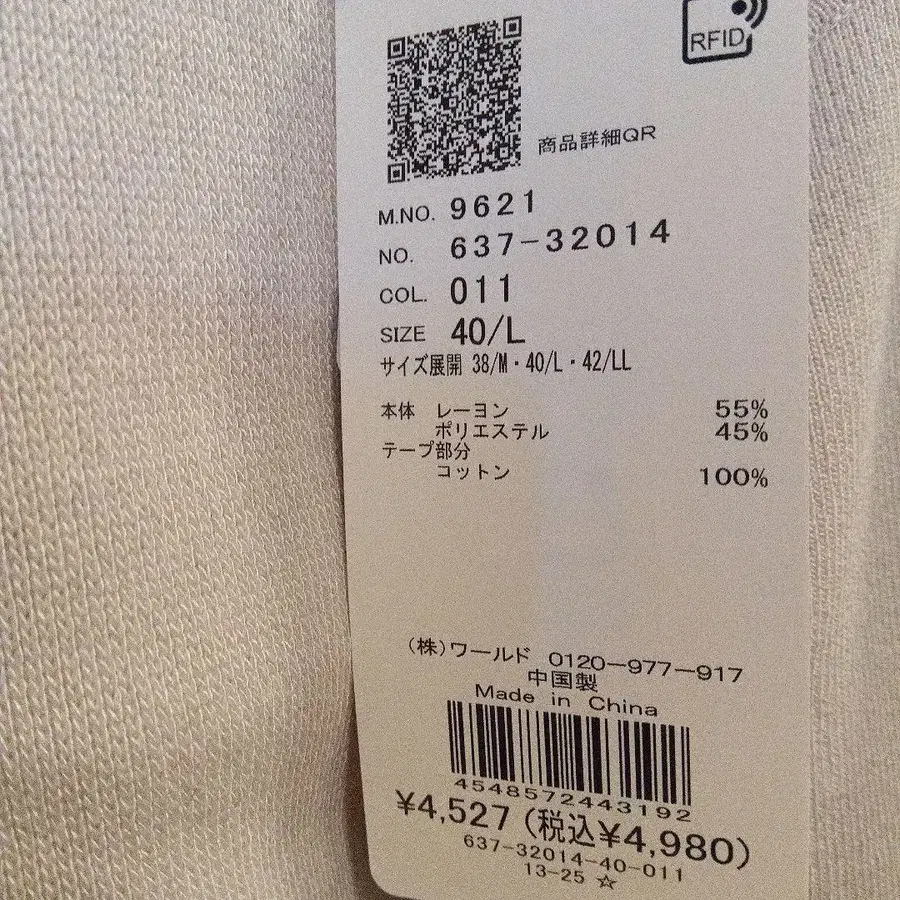 RFID
商品詳細QR
M.NO. 9621
NO. 637-32014
COL. 011
SIZE 40/L
サイズ展開 38/M・40/L・42/LL
本体 レーヨン 55%
ポリエステル 45%
テープ部分
コットン 100%
(株)ワールド 0120-977-917
中国製
Made in China
4548572443192
¥4,527(税込¥4,980)
637-32014-40-011
13-25 ☆